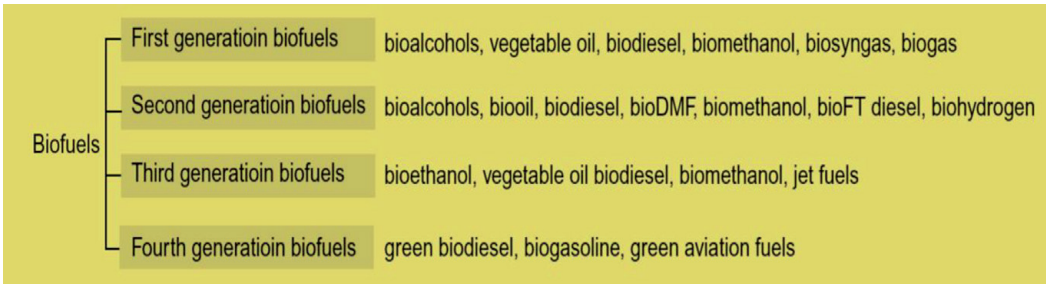 First generatioin biofuels bioalcohols, vegetable oil, biodiesel, biomethanol, biosyngas, biogas
Second generatioin biofuels bioalcohols, biooil, biodiesel, bioDMF, biomethanol, bioFT diesel, biohydrogen
Biofuels
Third generatioin biofuels bioethanol, vegetable oil biodiesel, biomethanol, jet fuels
Fourth generatioin biofuels green biodiesel, biogasoline, green aviation fuels